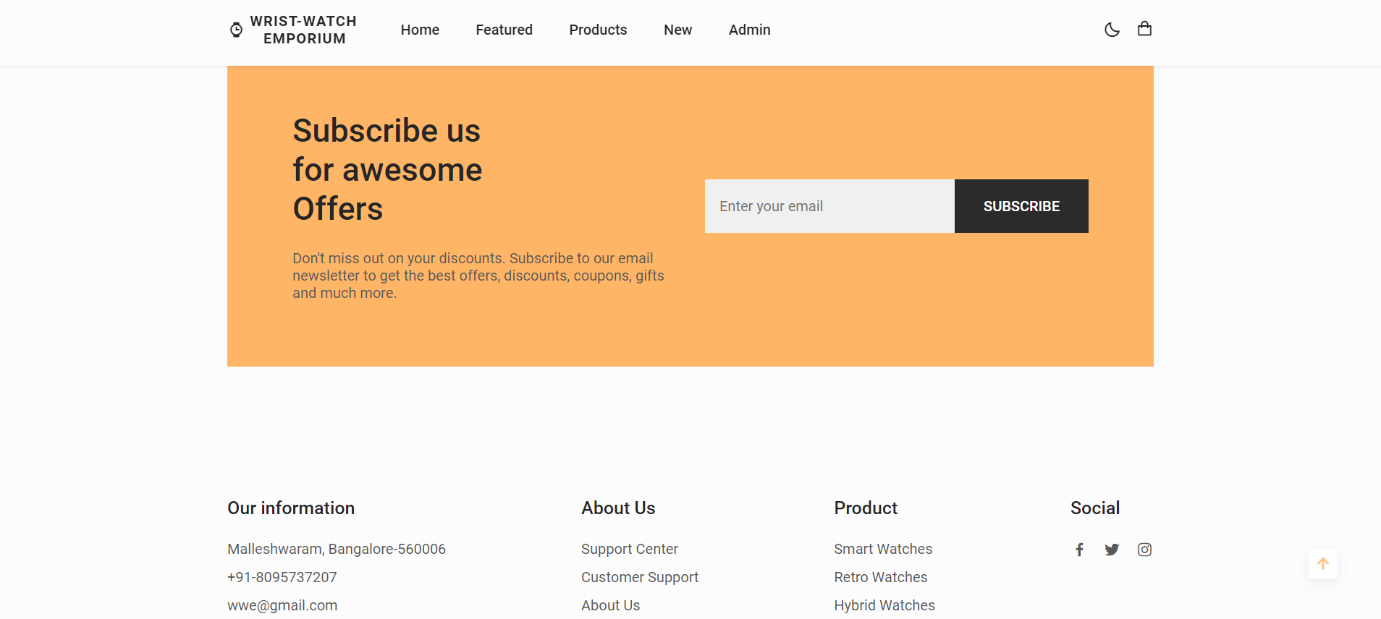 WRIST-WATCH
EMPORIUM
Home Featured Products New Admin
Subscribe us
for awesome
Offers
Don't miss out on your discounts. Subscribe to our email
newsletter to get the best offers, discounts, coupons, gifts
and much more.
Enter your email
SUBSCRIBE
Our information
Malleshwaram, Bangalore-560006
+91-8095737207
wwe@gmail.com
About Us
Support Center
Customer Support
About Us
Product
Smart Watches
Retro Watches
Hybrid Watches
Social